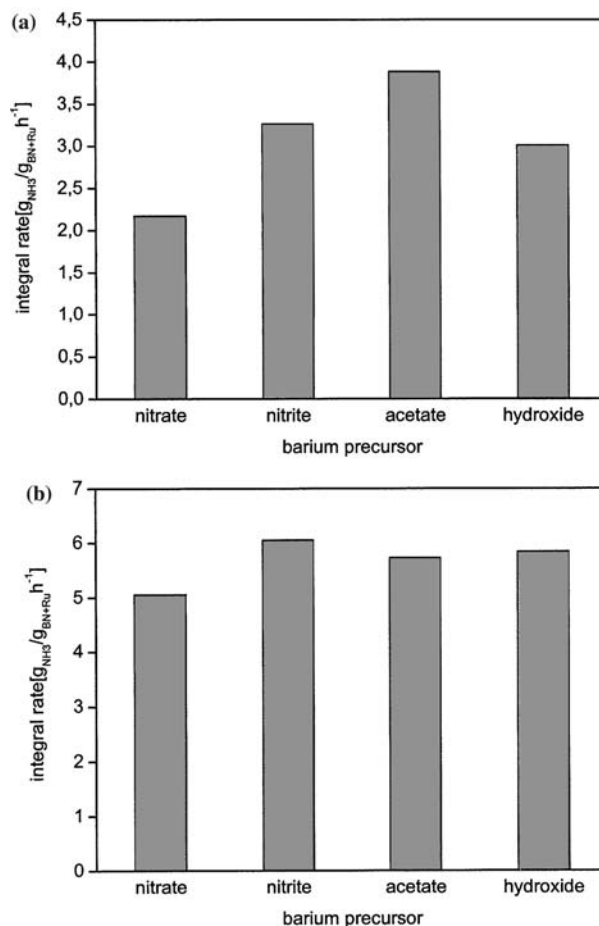 (a)
4,5
4,0
3,5
3,0
2,5
2,0
1,5
1,0
0,5
0,0
integral rate[g_NH3/g_BN+Ru h⁻¹]
nitrate nitrite acetate hydroxide
barium precursor
(b)
7
6
5
4
3
2
1
0
integral rate[g_NH3/g_BN+Ru h⁻¹]
nitrate nitrite acetate hydroxide
barium precursor